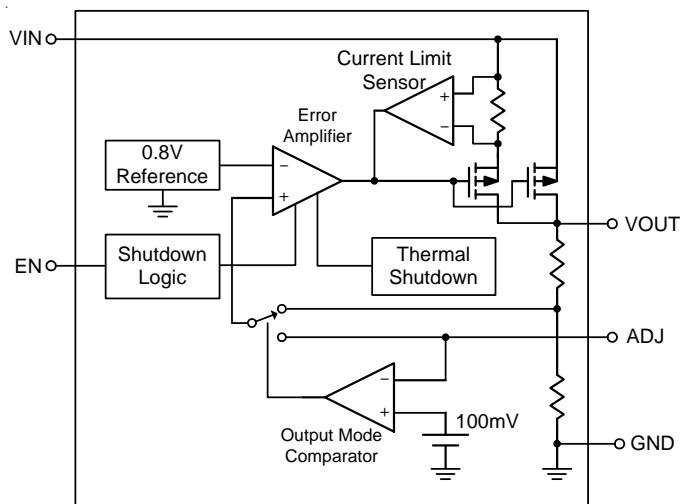 VIN
Current Limit
Sensor
+
−
Error
Amplifier
0.8V
Reference
−
+
VOUT
EN
Shutdown
Logic
Thermal
Shutdown
ADJ
−
+
100mV
Output Mode
Comparator
GND